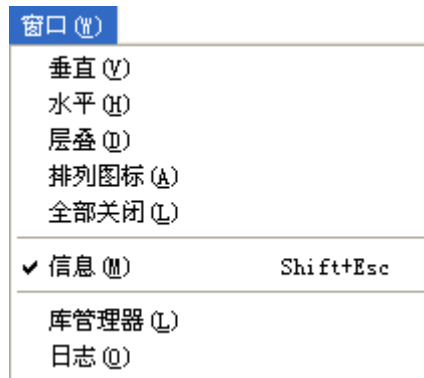 窗口(W)
垂直(V)
水平(H)
层叠(D)
排列图标(A)
全部关闭(L)
✔ 信息(M) Shift+Esc
库管理器(L)
日志(O)